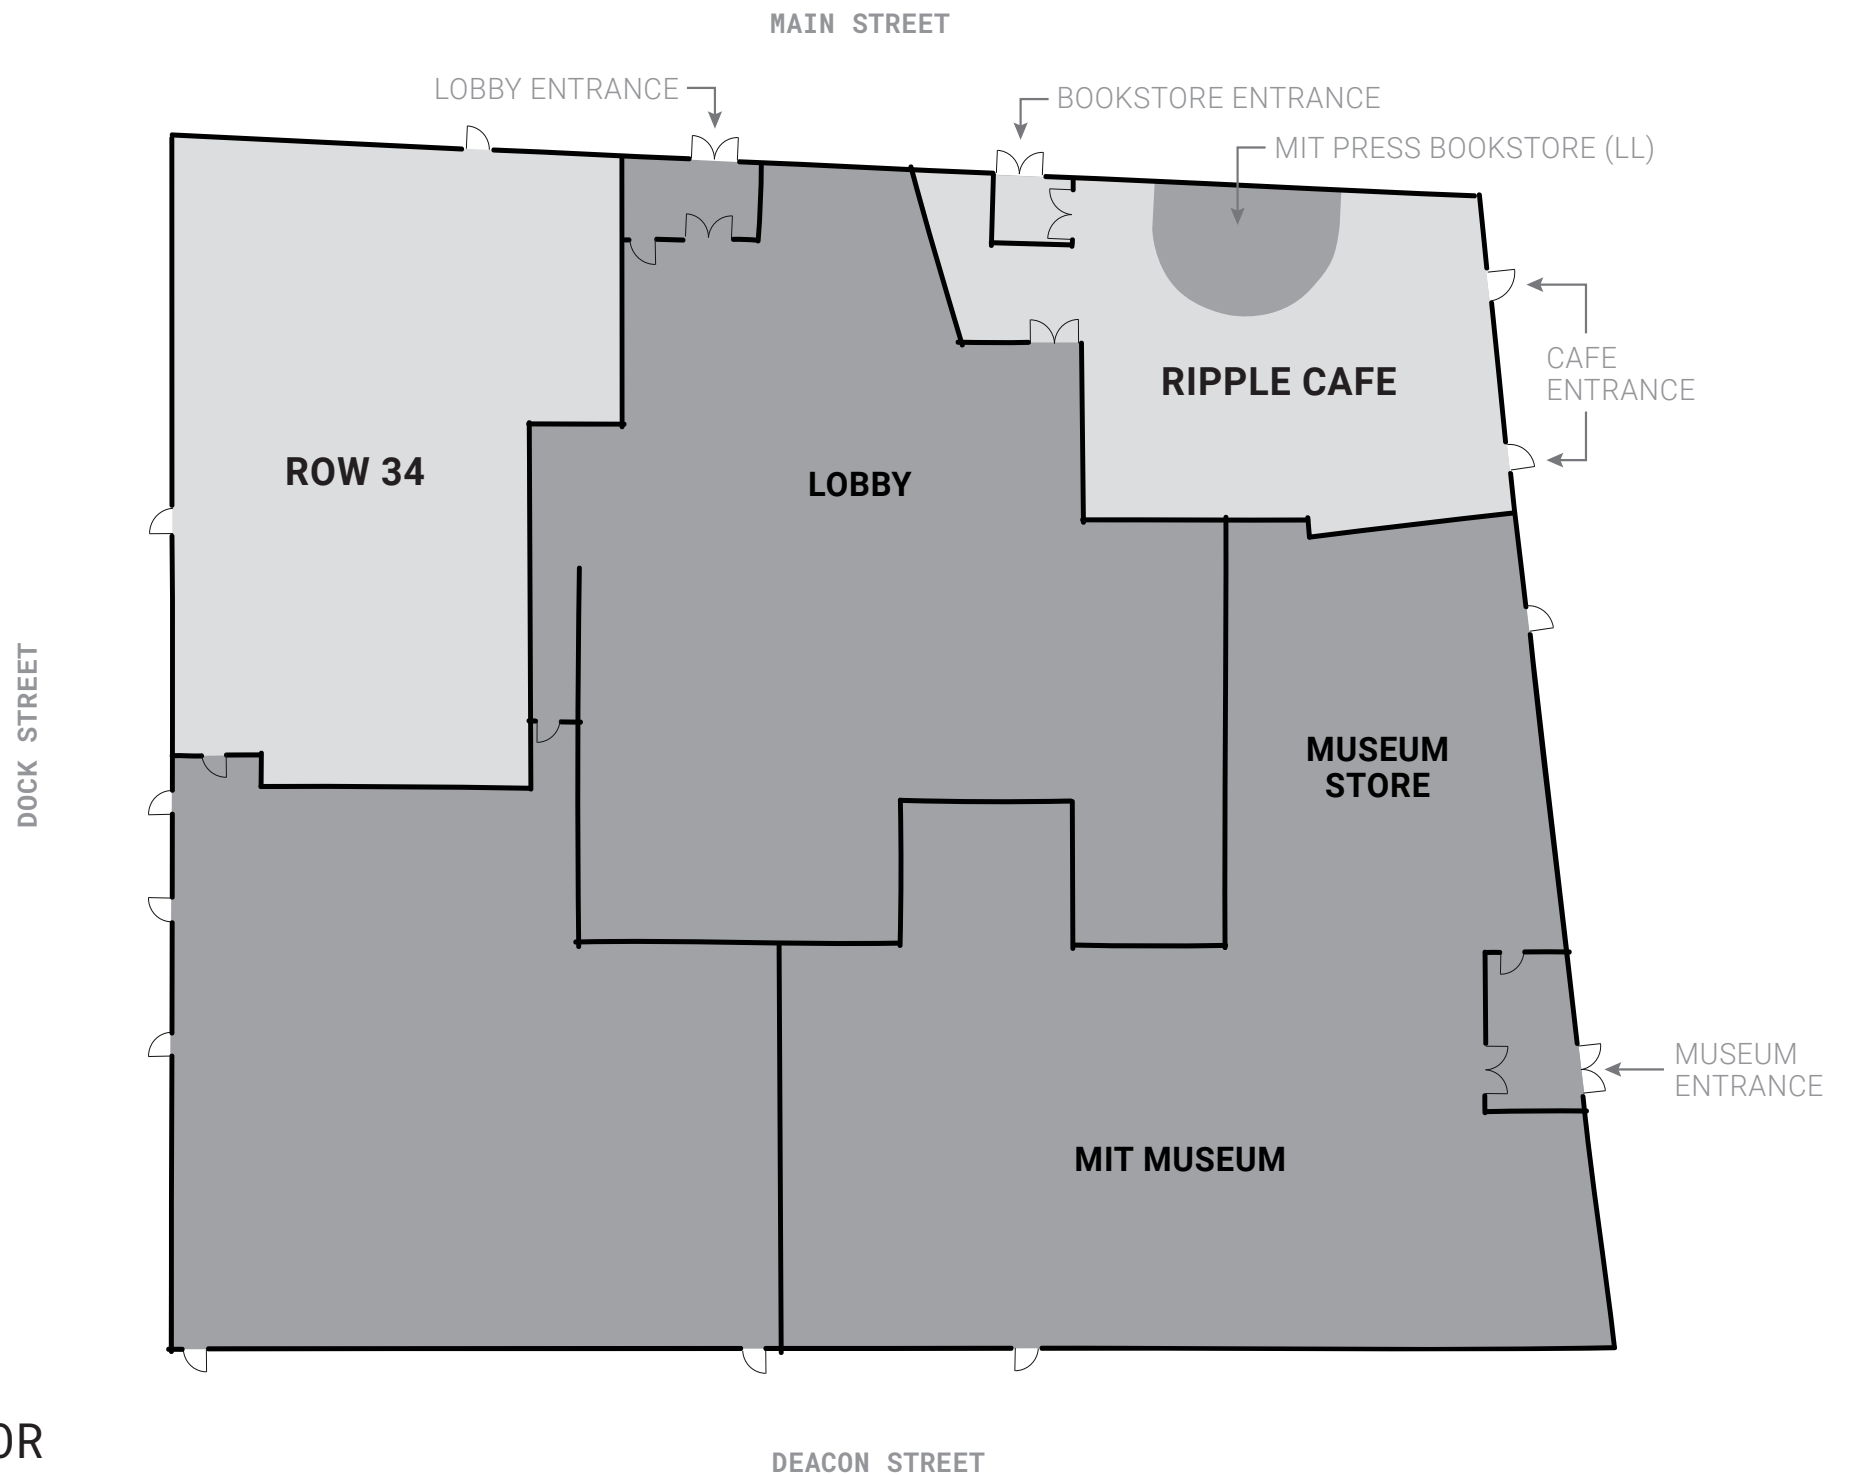 MAIN STREET
LOBBY ENTRANCE
BOOKSTORE ENTRANCE
MIT PRESS BOOKSTORE (LL)
CAFE
ENTRANCE
RIPPLE CAFE
ROW 34
LOBBY
MUSEUM
STORE
DOCK STREET
MUSEUM
ENTRANCE
MIT MUSEUM
OR
DEACON STREET